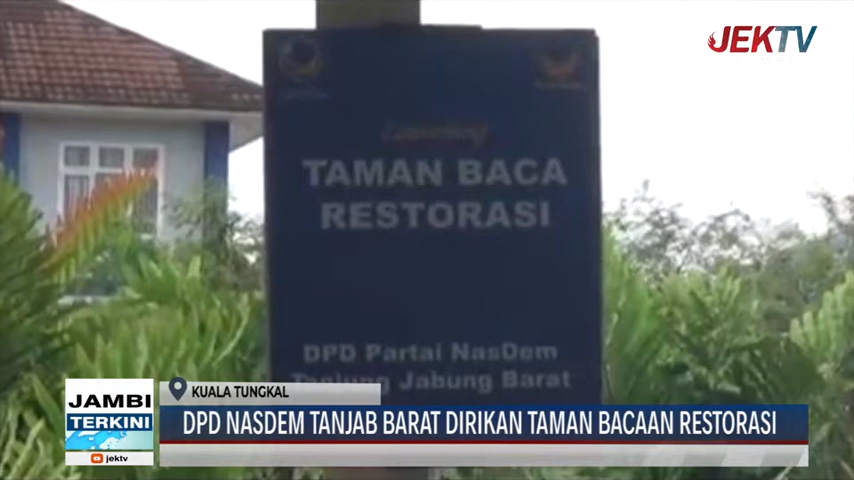 JEKTV
Launching
TAMAN BACA
RESTORASI
DPD Partai NasDem
Tanjung Jabung Barat
KUALA TUNGKAL
JAMBI
TERKINI
jektv
DPD NASDEM TANJAB BARAT DIRIKAN TAMAN BACAAN RESTORASI